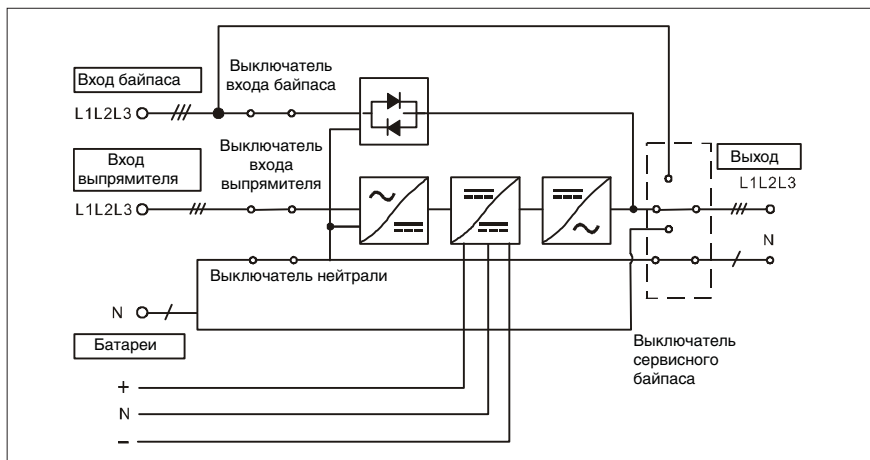 Вход байпаса
Выключатель
входа байпаса
L1L2L3
Вход
выпрямителя
Выключатель
входа
выпрямителя
L1L2L3
Выход
L1L2L3
N
Выключатель нейтрали
N
Батареи
Выключатель
сервисного
байпаса
+
N
−